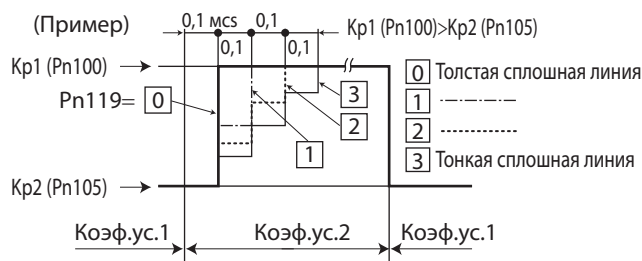 (Пример)
0,1 мcs 0,1
0,1 0,1
Kp1 (Pn100)>Kp2 (Pn105)
Kp1 (Pn100)
Pn119= 0
3
2
1
Kp2 (Pn105)
0 Толстая сплошная линия
1
2
3 Тонкая сплошная линия
Коэф.ус.1 Коэф.ус.2 Коэф.ус.1